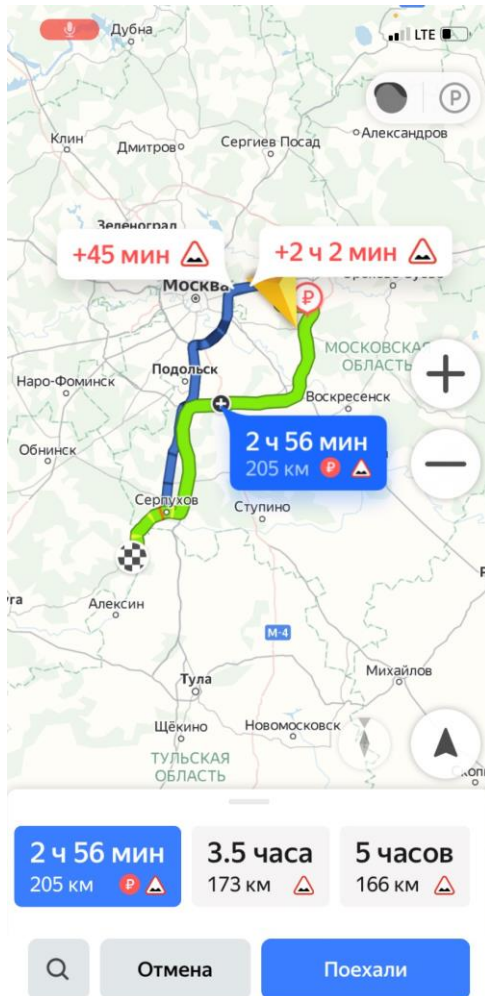 Дубна
LTE
P
Клин
Дмитров
Сергиев Посад
Александров
Зеленоград
+45 мин
+2 ч 2 мин
Москва
₽
МОСКОВСКАЯ
ОБЛАСТЬ
Подольск
Наро-Фоминск
Воскресенск
2 ч 56 мин
205 км ₽
Обнинск
Серпухов
Ступино
Алексин
М-4
Михайлов
Тула
Щёкино
Новомосковск
ТУЛЬСКАЯ
ОБЛАСТЬ
2 ч 56 мин
3.5 часа
5 часов
205 км ₽
173 км
166 км
Отмена
Поехали